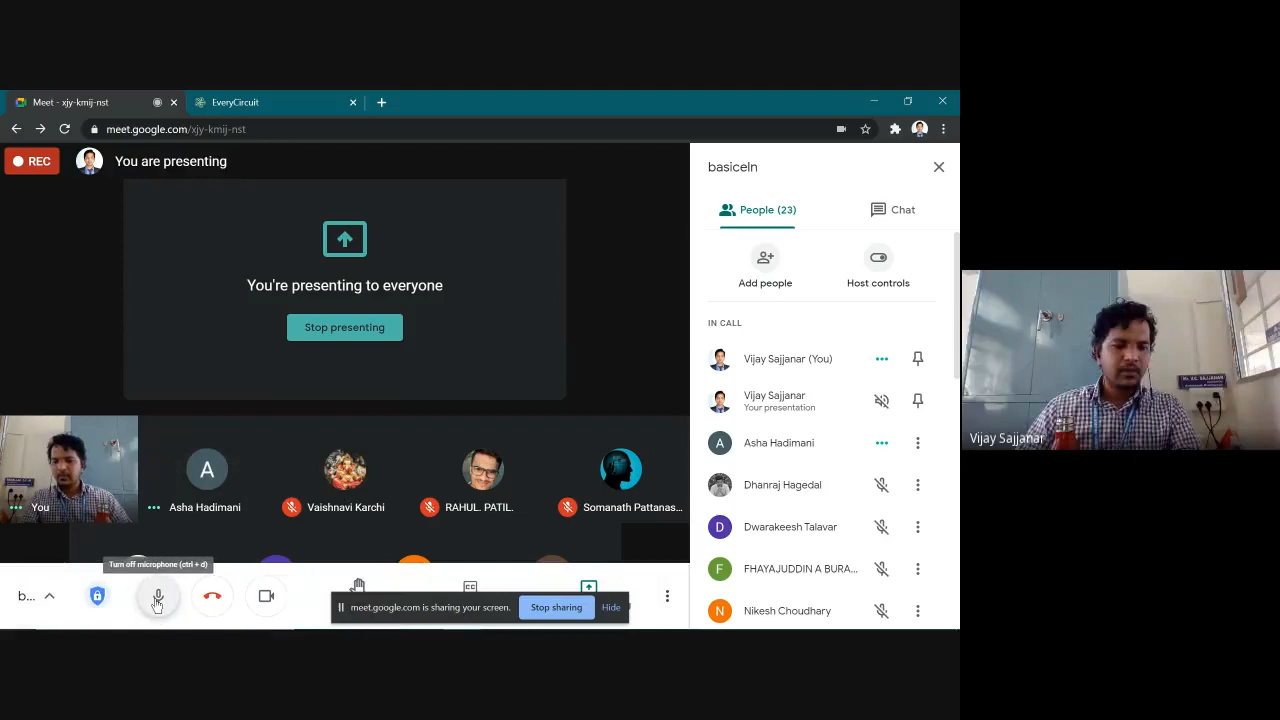 Meet - xjy-kmij-nst
EveryCircuit
meet.google.com/xjy-kmij-nst
REC
You are presenting
You're presenting to everyone
Stop presenting
You
A
Asha Hadimani
Vaishnavi Karchi
RAHUL. PATIL.
Somanath Pattanas...
Turn off microphone (ctrl + d)
b...
CC
meet.google.com is sharing your screen.
Stop sharing
Hide
basiceln
People (23)
Chat
Add people
Host controls
IN CALL
Vijay Sajjanar (You)
Vijay Sajjanar
Your presentation
A
Asha Hadimani
Dhanraj Hagedal
D
Dwarakeesh Talavar
F
FHAYAJUDDIN A BURA...
N
Nikesh Choudhary
SAJJANAR
Vijay Sajjanar